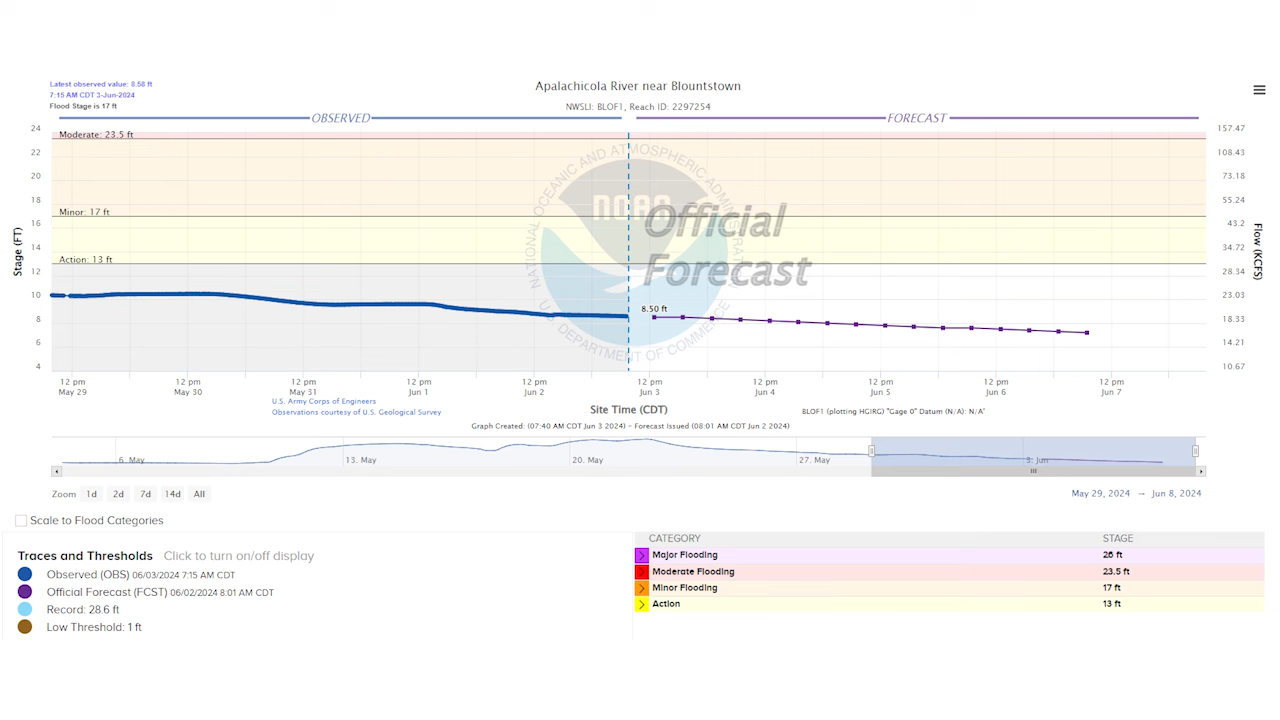 Latest observed value: 8.58 ft
7:15 AM CDT 3-Jun-2024
Flood Stage is 17 ft
Apalachicola River near Blountstown
NWSLI: BLOF1, Reach ID: 2297254
OBSERVED
FORECAST
24
22
20
18
16
14
12
10
8
6
4
Stage (FT)
Moderate: 23.5 ft
Minor: 17 ft
Action: 13 ft
NATIONAL OCEANIC AND ATMOSPHERIC ADMINISTRATION
NOAA
U.S. DEPARTMENT OF COMMERCE
Official
Forecast
8.50 ft
157.47
108.43
73.18
55.24
43.2
34.72
28.34
23.03
18.33
14.21
10.67
Flow (KCFS)
12 pm 12 pm 12 pm 12 pm 12 pm 12 pm 12 pm 12 pm 12 pm 12 pm
May 29 May 30 May 31 Jun 1 Jun 2 Jun 3 Jun 4 Jun 5 Jun 6 Jun 7
U.S. Army Corps of Engineers
Observations courtesy of U.S. Geological Survey
Site Time (CDT)
BLOF1 (plotting HGIRG) "Gage 0" Datum (N/A): N/A"
Graph Created: (07:40 AM CDT Jun 3 2024) - Forecast Issued (08:01 AM CDT Jun 2 2024)
6. May 13. May 20. May 27. May 3. Jun
Zoom 1d 2d 7d 14d All
May 29, 2024 → Jun 8, 2024
Scale to Flood Categories
Traces and Thresholds Click to turn on/off display
Observed (OBS) 06/03/2024 7:15 AM CDT
Official Forecast (FCST) 06/02/2024 8:01 AM CDT
Record: 28.6 ft
Low Threshold: 1 ft
CATEGORY STAGE
Major Flooding ft
Moderate Flooding 23.5 ft
Minor Flooding 17 ft
Action 13 ft